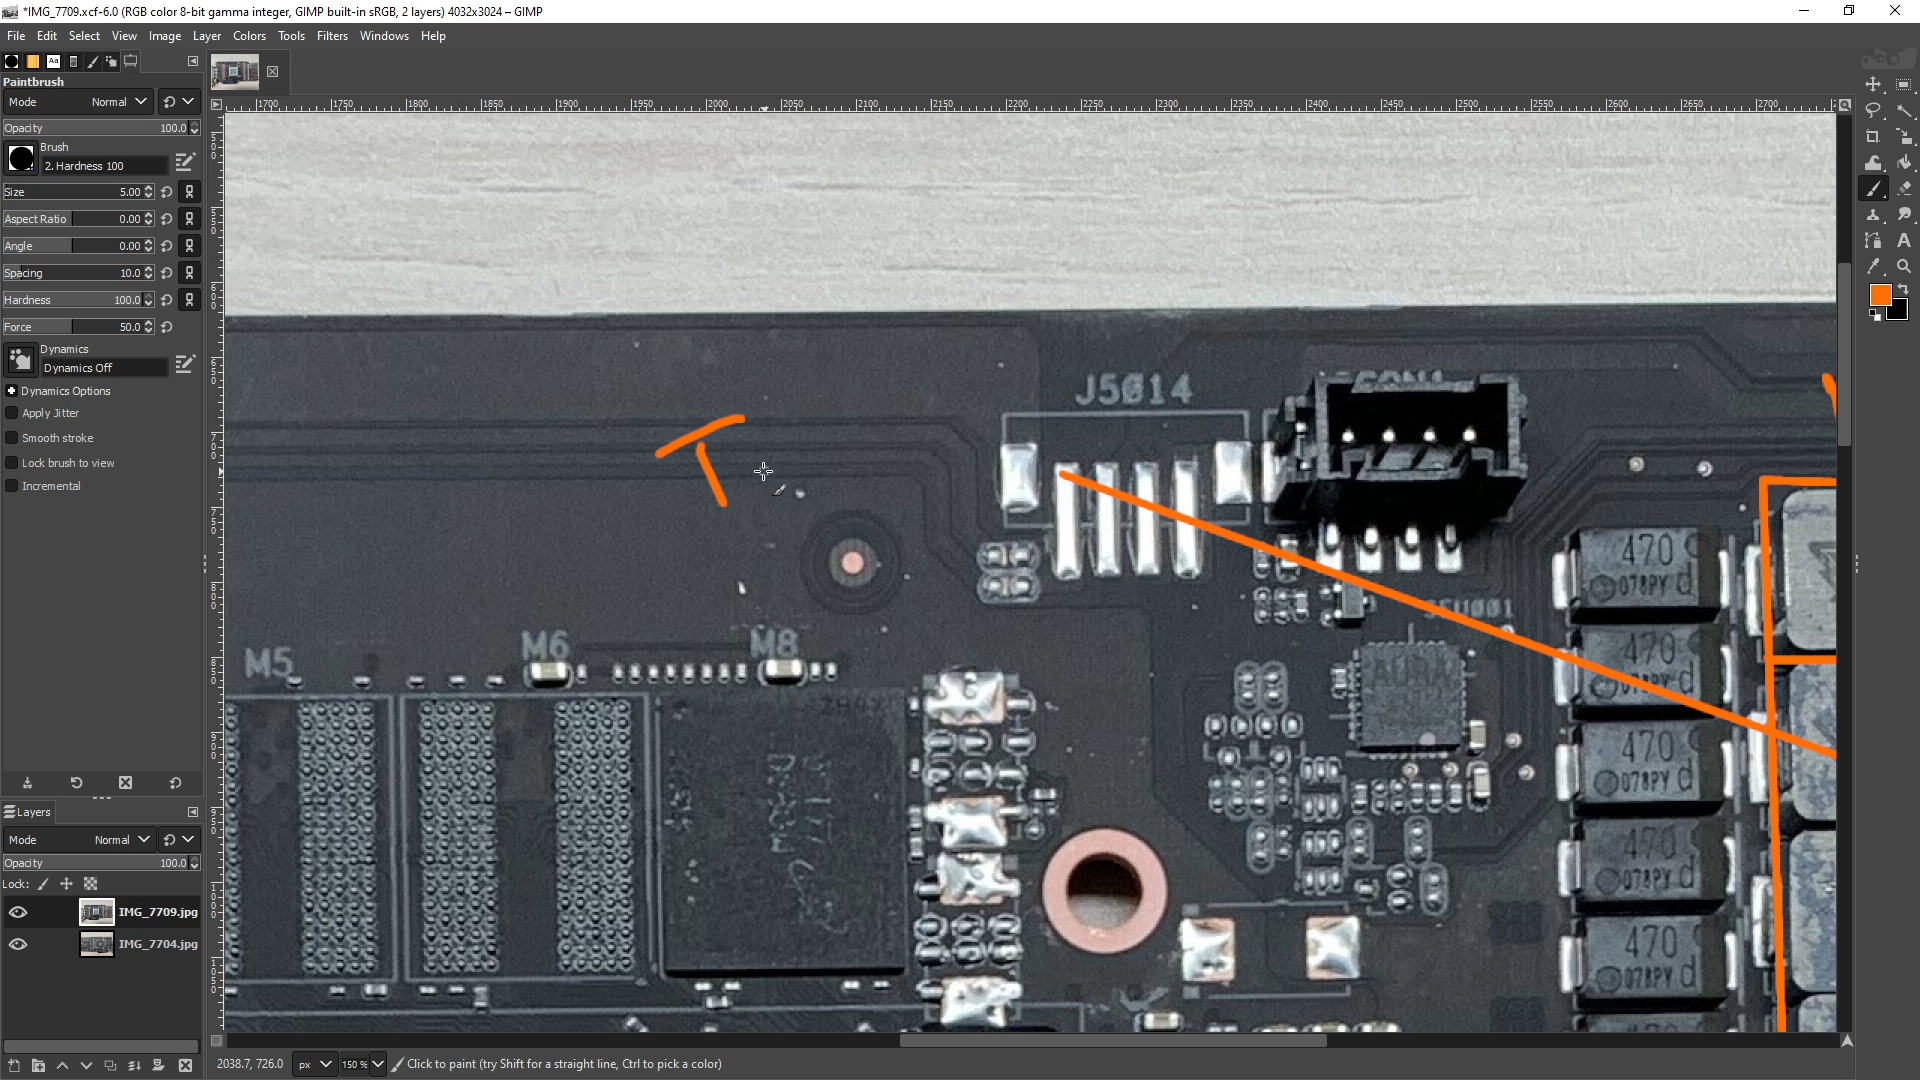 *IMG_7709.xcf-6.0 (RGB color 8-bit gamma integer, GIMP built-in sRGB, 2 layers) 4032x3024 – GIMP
File Edit Select View Image Layer Colors Tools Filters Windows Help
Paintbrush
Mode Normal
Opacity 100.0
Brush
2. Hardness 100
Size 5.00
Aspect Ratio 0.00
Angle 0.00
Spacing 10.0
Hardness 100.0
Force 50.0
Dynamics
Dynamics Off
Dynamics Options
Apply Jitter
Smooth stroke
Lock brush to view
Incremental
Layers
Mode Normal
Opacity 100.0
Lock:
IMG_7709.jpg
IMG_7704.jpg
1700 1750 1800 1850 1900 1950 2000 2050 2100 2150 2200 2250 2300 2350 2400 2450 2500 2550 2600 2650 2700
J5014
M5
M6
M8
470
078PY d
470
078PY d
470
078PY d
470
078PY d
470
078PY d
2038.7, 726.0 px 150 % Click to paint (try Shift for a straight line, Ctrl to pick a color)